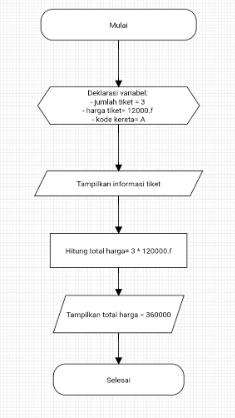 Mulai
Deklarasi variabel:
- jumlah tiket = 3
- harga tiket= 12000.f
- kode kereta= A
Tampilkan informasi tiket
Hitung total harga= 3 * 120000.f
Tampilkan total harga = 360000
Selesai